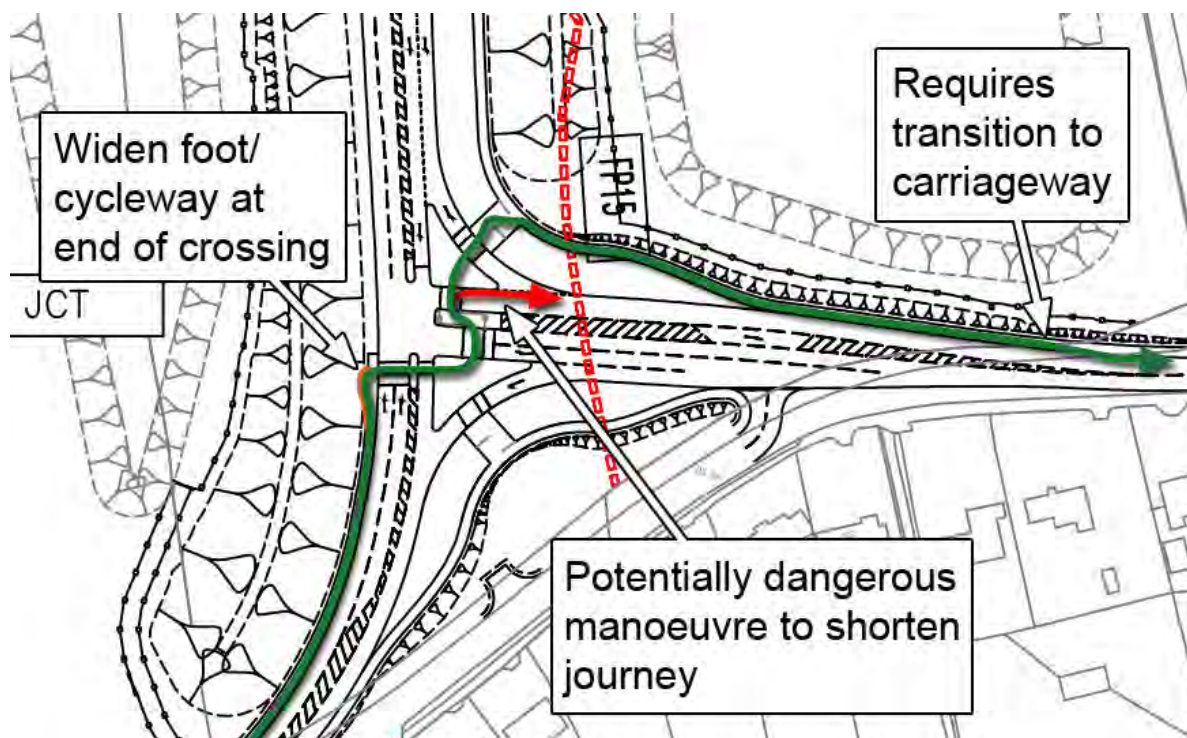 Requires
transition to
carriageway
Widen foot/
cycleway at
end of crossing
FP15
JCT
Potentially dangerous
manoeuvre to shorten
journey